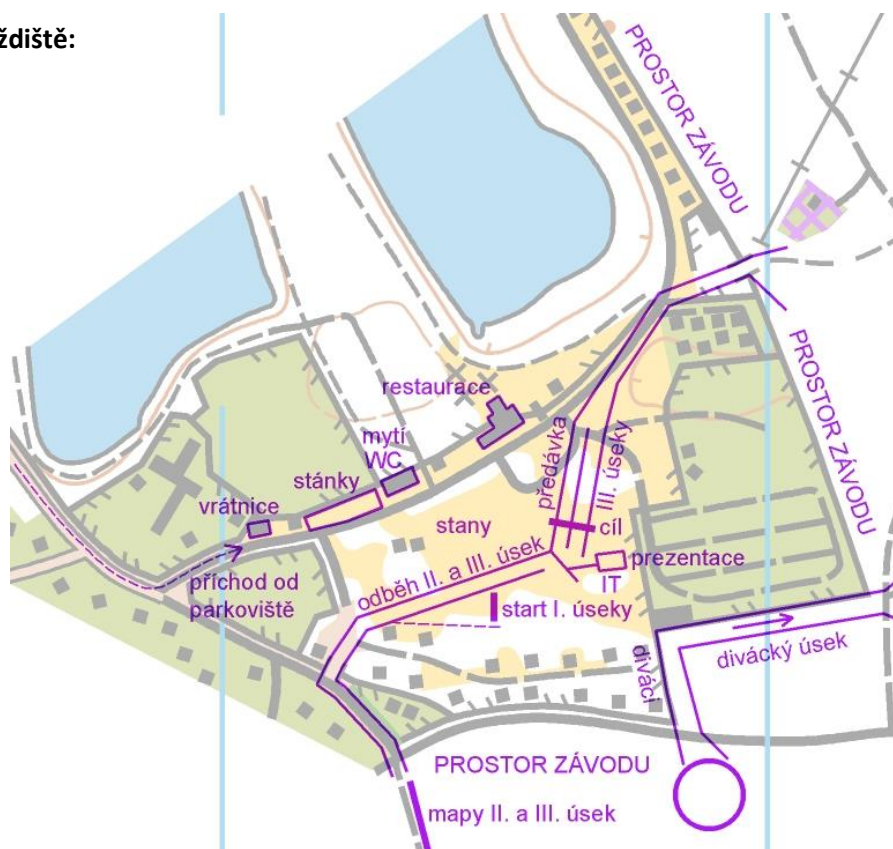 ždiště:
PROSTOR ZÁVODU
restaurace
mytí
WC
stánky
vrátnice
příchod od
parkoviště
stany
předávka
III. úseky
cíl
prezentace
IT
odběh II. a III. úsek
start I. úseky
PROSTOR ZÁVODU
diváci
divácký úsek
PROSTOR ZÁVODU
mapy II. a III. úsek